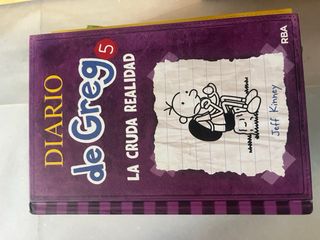 DIARIO
de Greg 5
LA CRUDA REALIDAD
Jeff Kinney
RBA